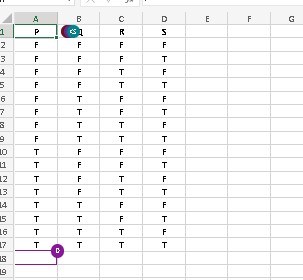 A B C D E F G
1 P R S
2 F F F F
3 F F F T
4 F F T F
5 F F T T
6 F T F F
7 F T F T
8 F T T F
9 F T T T
10 T F F F
11 T F F T
12 T F T F
13 T F T T
14 T T F F
15 T T F T
16 T T T F
17 T T T T
D
18
19